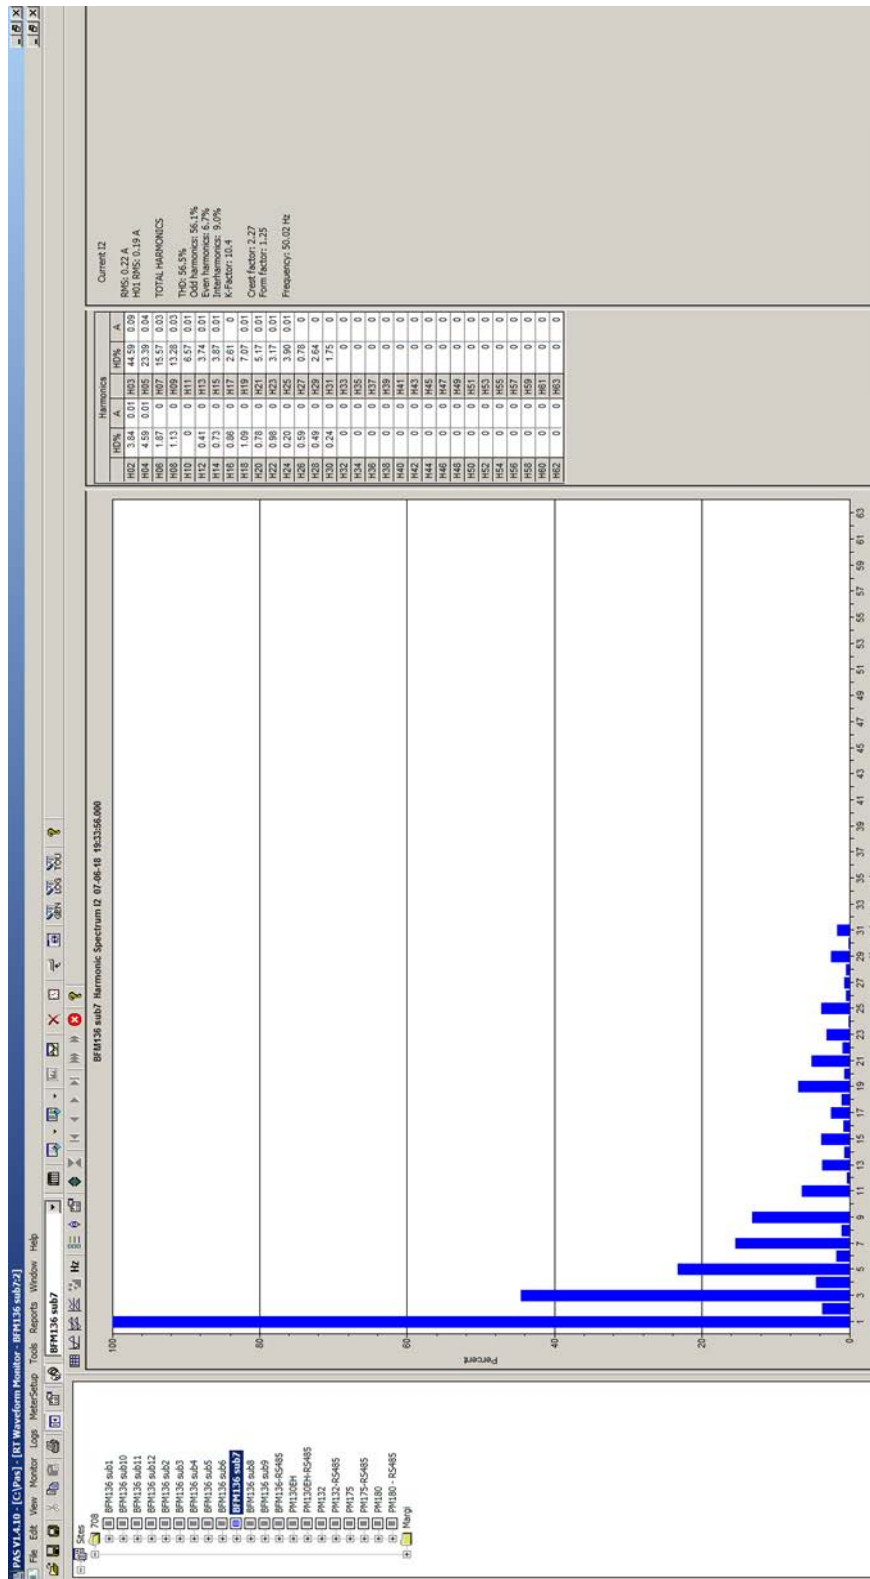 PAS V1.4.10 - [C:\Pas] - [RT Waveform Monitor - BFM136 sub7:2]
File Edit View Monitor Logs MeterSetup Tools Reports Window Help
BFM136 sub7
GEN LOG TOU
Hz
Sites
708
BFM136 sub1
BFM136 sub10
BFM136 sub11
BFM136 sub12
BFM136 sub2
BFM136 sub3
BFM136 sub4
BFM136 sub5
BFM136 sub6
BFM136 sub7
BFM136 sub8
BFM136 sub9
BFM136-RS485
PM130EH
PM130EH-RS485
PM132
PM132-RS485
PM175
PM175-RS485
PM180
PM180 - RS485
Margi
BFM136 sub7 Harmonic Spectrum I2 07-06-18 19:33:56.000
Percent
100
80
60
40
20
0
1 3 5 7 9 11 13 15 17 19 21 23 25 27 29 31 33 35 37 39 41 43 45 47 49 51 53 55 57 59 61 63
Harmonics
HD% A HD% A
H02 3.84 0.01 H03 44.59 0.09
H04 4.59 0.01 H05 23.39 0.04
H06 1.87 0 H07 15.57 0.03
H08 1.13 0 H09 13.28 0.03
H10 0 0 H11 6.57 0.01
H12 0.41 0 H13 3.74 0.01
H14 0.73 0 H15 3.87 0.01
H16 0.86 0 H17 2.61 0
H18 1.09 0 H19 7.07 0.01
H20 0.78 0 H21 5.17 0.01
H22 0.98 0 H23 3.17 0.01
H24 0.20 0 H25 3.90 0.01
H26 0.59 0 H27 0.78 0
H28 0.49 0 H29 2.64 0
H30 0.24 0 H31 1.75 0
H32 0 0 H33 0 0
H34 0 0 H35 0 0
H36 0 0 H37 0 0
H38 0 0 H39 0 0
H40 0 0 H41 0 0
H42 0 0 H43 0 0
H44 0 0 H45 0 0
H46 0 0 H47 0 0
H48 0 0 H49 0 0
H50 0 0 H51 0 0
H52 0 0 H53 0 0
H54 0 0 H55 0 0
H56 0 0 H57 0 0
H58 0 0 H59 0 0
H60 0 0 H61 0 0
H62 0 0 H63 0 0
Current I2
RMS: 0.22 A
H01 RMS: 0.19 A
TOTAL HARMONICS
THD: 56.5%
Odd harmonics: 56.1%
Even harmonics: 6.7%
Interharmonics: 9.0%
K-Factor: 10.4
Crest factor: 2.27
Form factor: 1.25
Frequency: 50.02 Hz